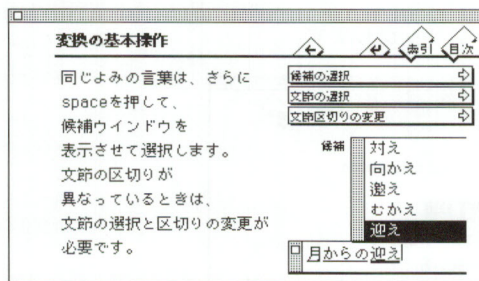 変換の基本操作
索引
目次
同じよみの言葉は、さらに
spaceを押して、
候補ウインドウを
表示させて選択します。
文節の区切りが
異なっているときは、
文節の選択と区切りの変更が
必要です。
候補の選択
文節の選択
文節区切りの変更
候補
対え
向かえ
邀え
むかえ
迎え
月からの迎え